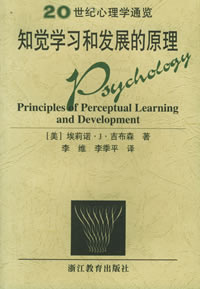 20世纪心理学通览
知觉学习和发展的原理
Psychology
Principles of Perceptual Learning
and Development
[美] 埃莉诺·J·吉布森 著
李 维 李季平 译
浙江教育出版社